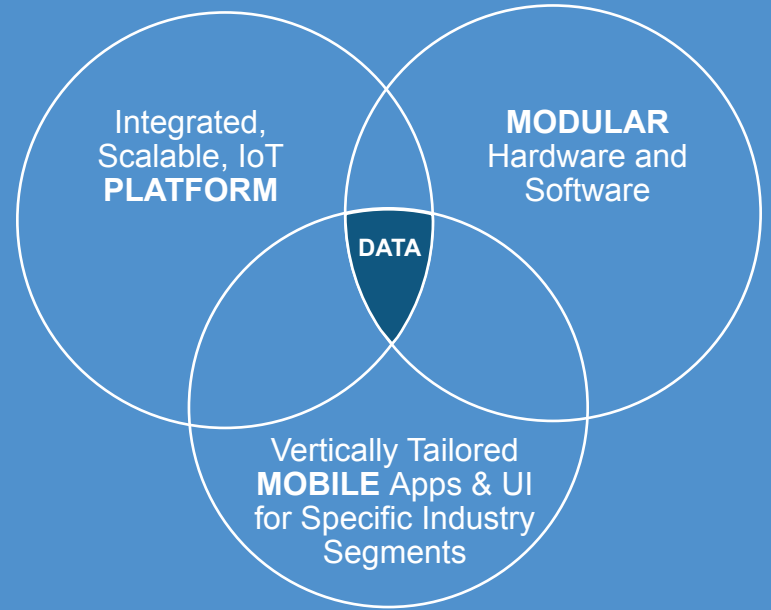 Integrated,
Scalable, IoT
PLATFORM
MODULAR
Hardware and
Software
DATA
Vertically Tailored
MOBILE Apps & UI
for Specific Industry
Segments